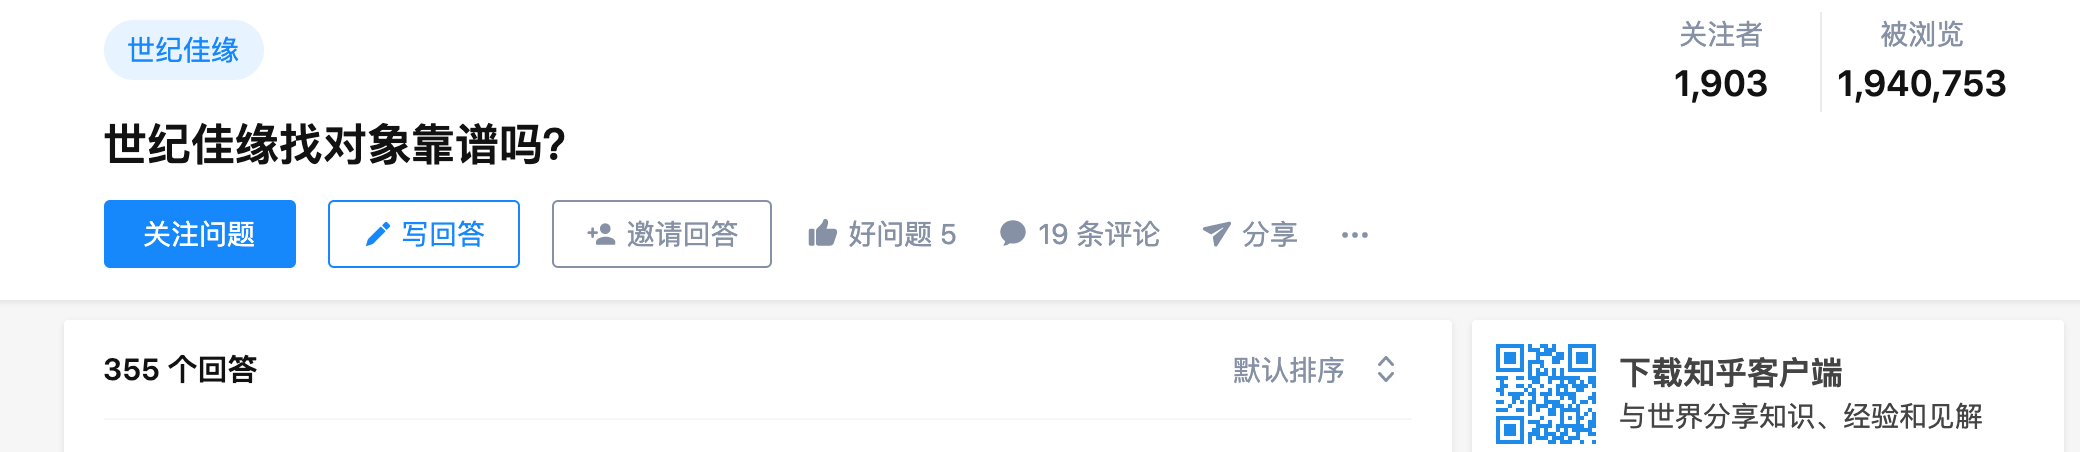 世纪佳缘
关注者
被浏览
1,903
1,940,753
世纪佳缘找对象靠谱吗?
关注问题
写回答
邀请回答
好问题 5
19 条评论
分享
355 个回答
默认排序
下载知乎客户端
与世界分享知识、经验和见解